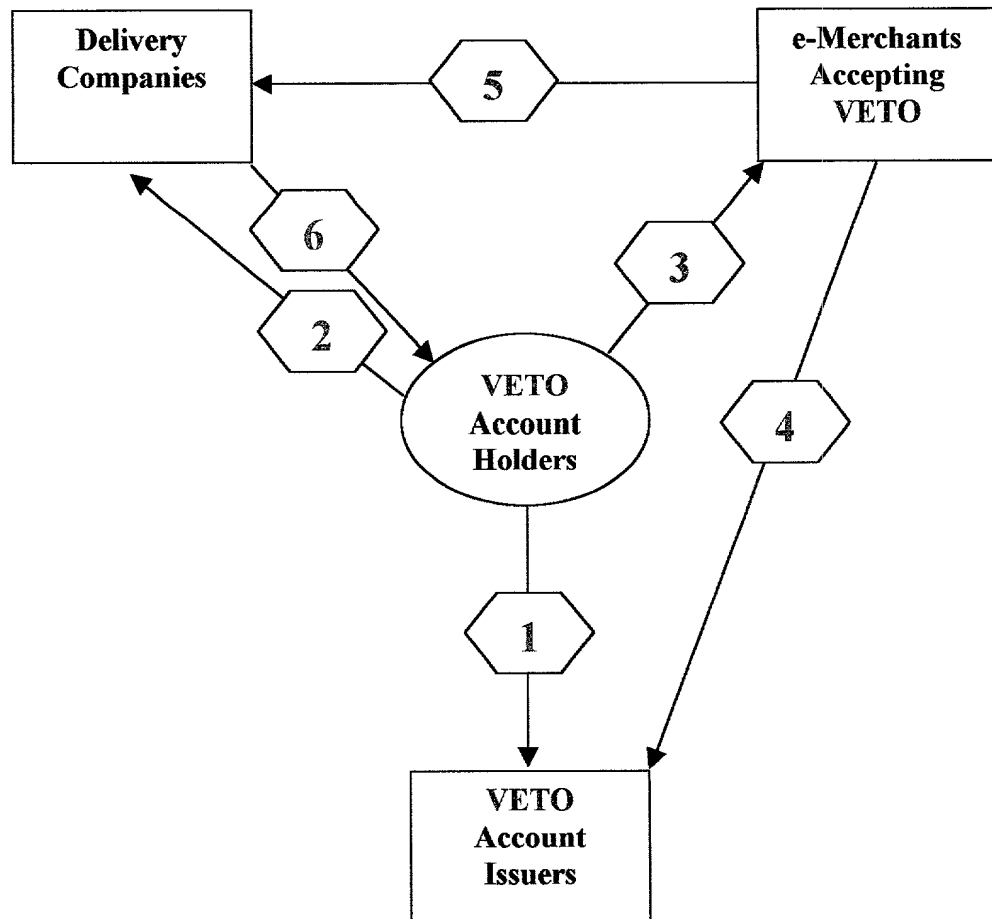 Delivery
Companies
e-Merchants
Accepting
VETO
5
6
3
2
VETO
Account
Holders
4
1
VETO
Account
Issuers